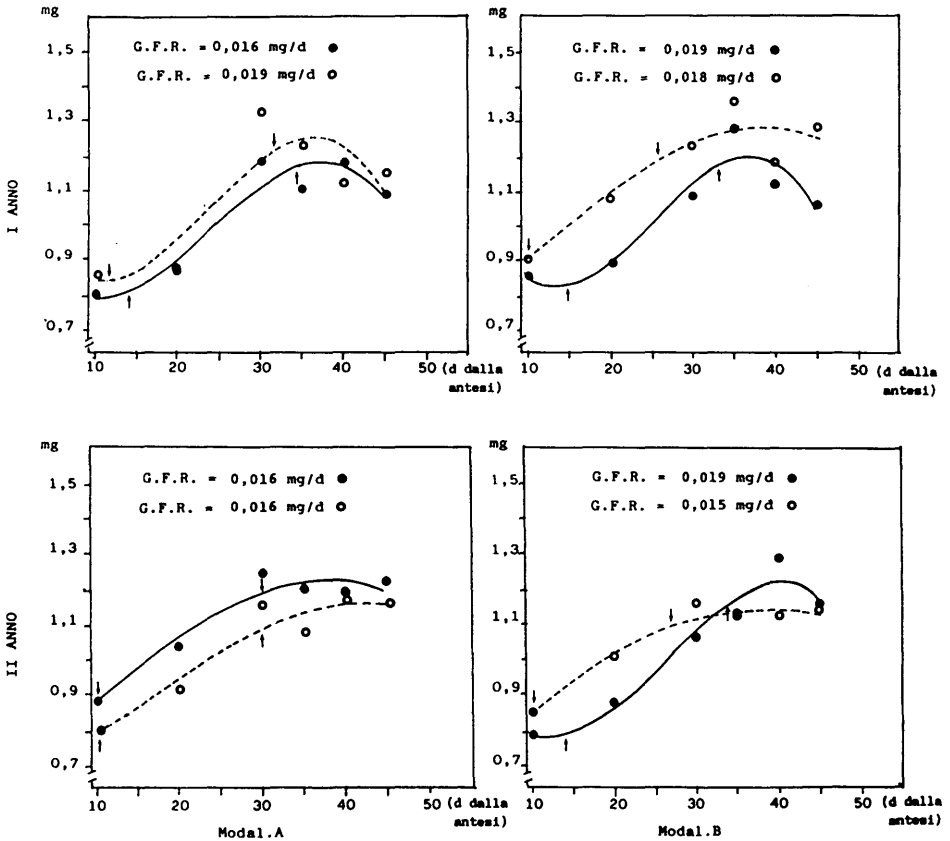 mg
1,5
1,3
1,1
0,9
0,7
G.F.R. = 0,016 mg/d ●
G.F.R. = 0,019 mg/d o
I ANNO
10 20 30 40 50 (d dalla
antesi)
mg
1,5
1,3
1,1
0,9
0,7
G.F.R. = 0,019 mg/d ●
G.F.R. = 0,018 mg/d o
10 20 30 40 50 (d dalla
antesi)
mg
1,5
1,3
1,1
0,9
0,7
G.F.R. = 0,016 mg/d ●
G.F.R. = 0,016 mg/d o
II ANNO
10 20 30 40 50 (d dalla
antesi)
Modal.A
mg
1,5
1,3
1,1
0,9
0,7
G.F.R. = 0,019 mg/d ●
G.F.R. = 0,015 mg/d o
10 20 30 40 50 (d dalla
antesi)
Modal.B